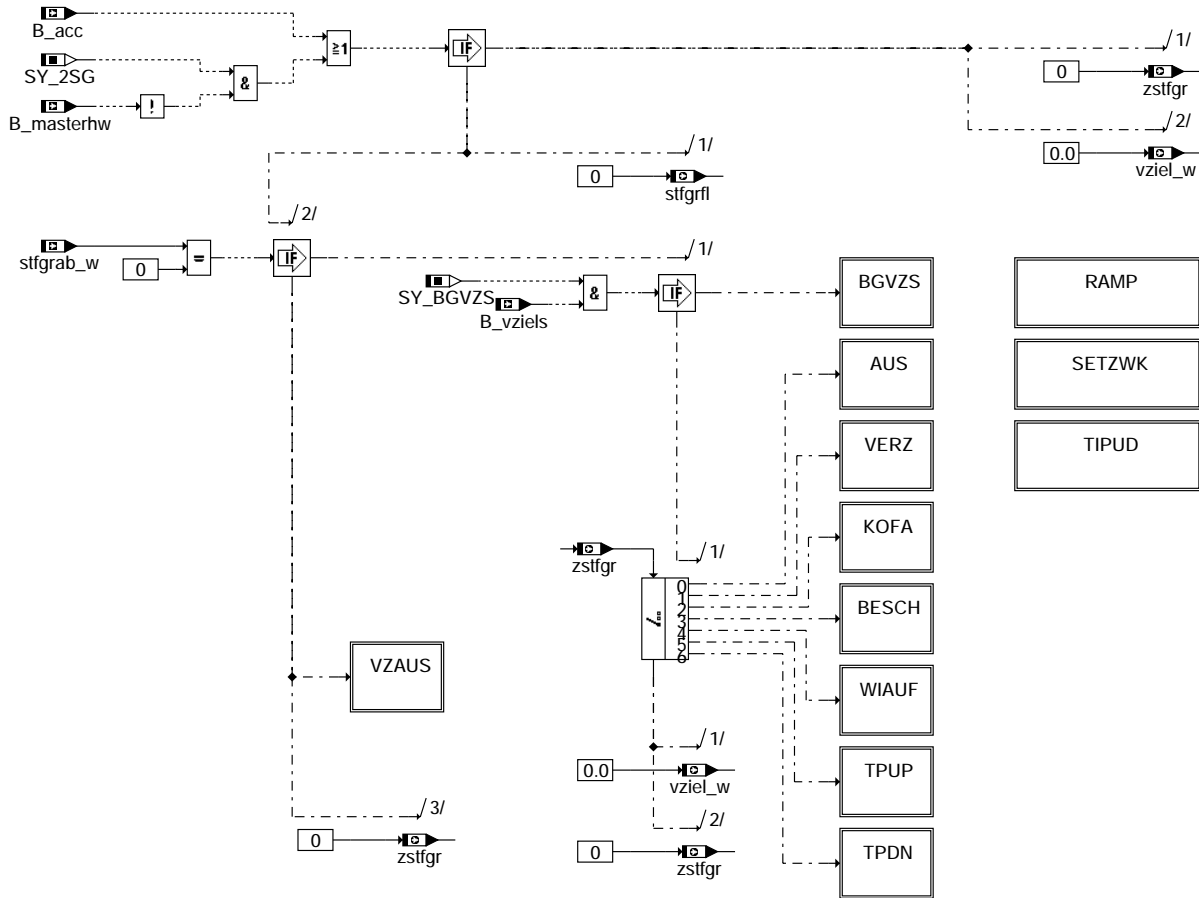 B_acc
≥1
IF
/1/
SY_2SG
0
zstfgr
&
B_masterhw
!
/2/
/1/
0.0
vziel_w
0
stfgrfl
/2/
stfgrab_w
=
IF
/1/
0
BGVZS
RAMP
SY_BGVZS
&
IF
B_vziels
AUS
SETZWK
VERZ
TIPUD
KOFA
/1/
zstfgr
0
1
2
3
4
5
6
BESCH
VZAUS
WIAUF
/1/
0.0
vziel_w
TPUP
/3/
/2/
0
zstfgr
0
zstfgr
TPDN